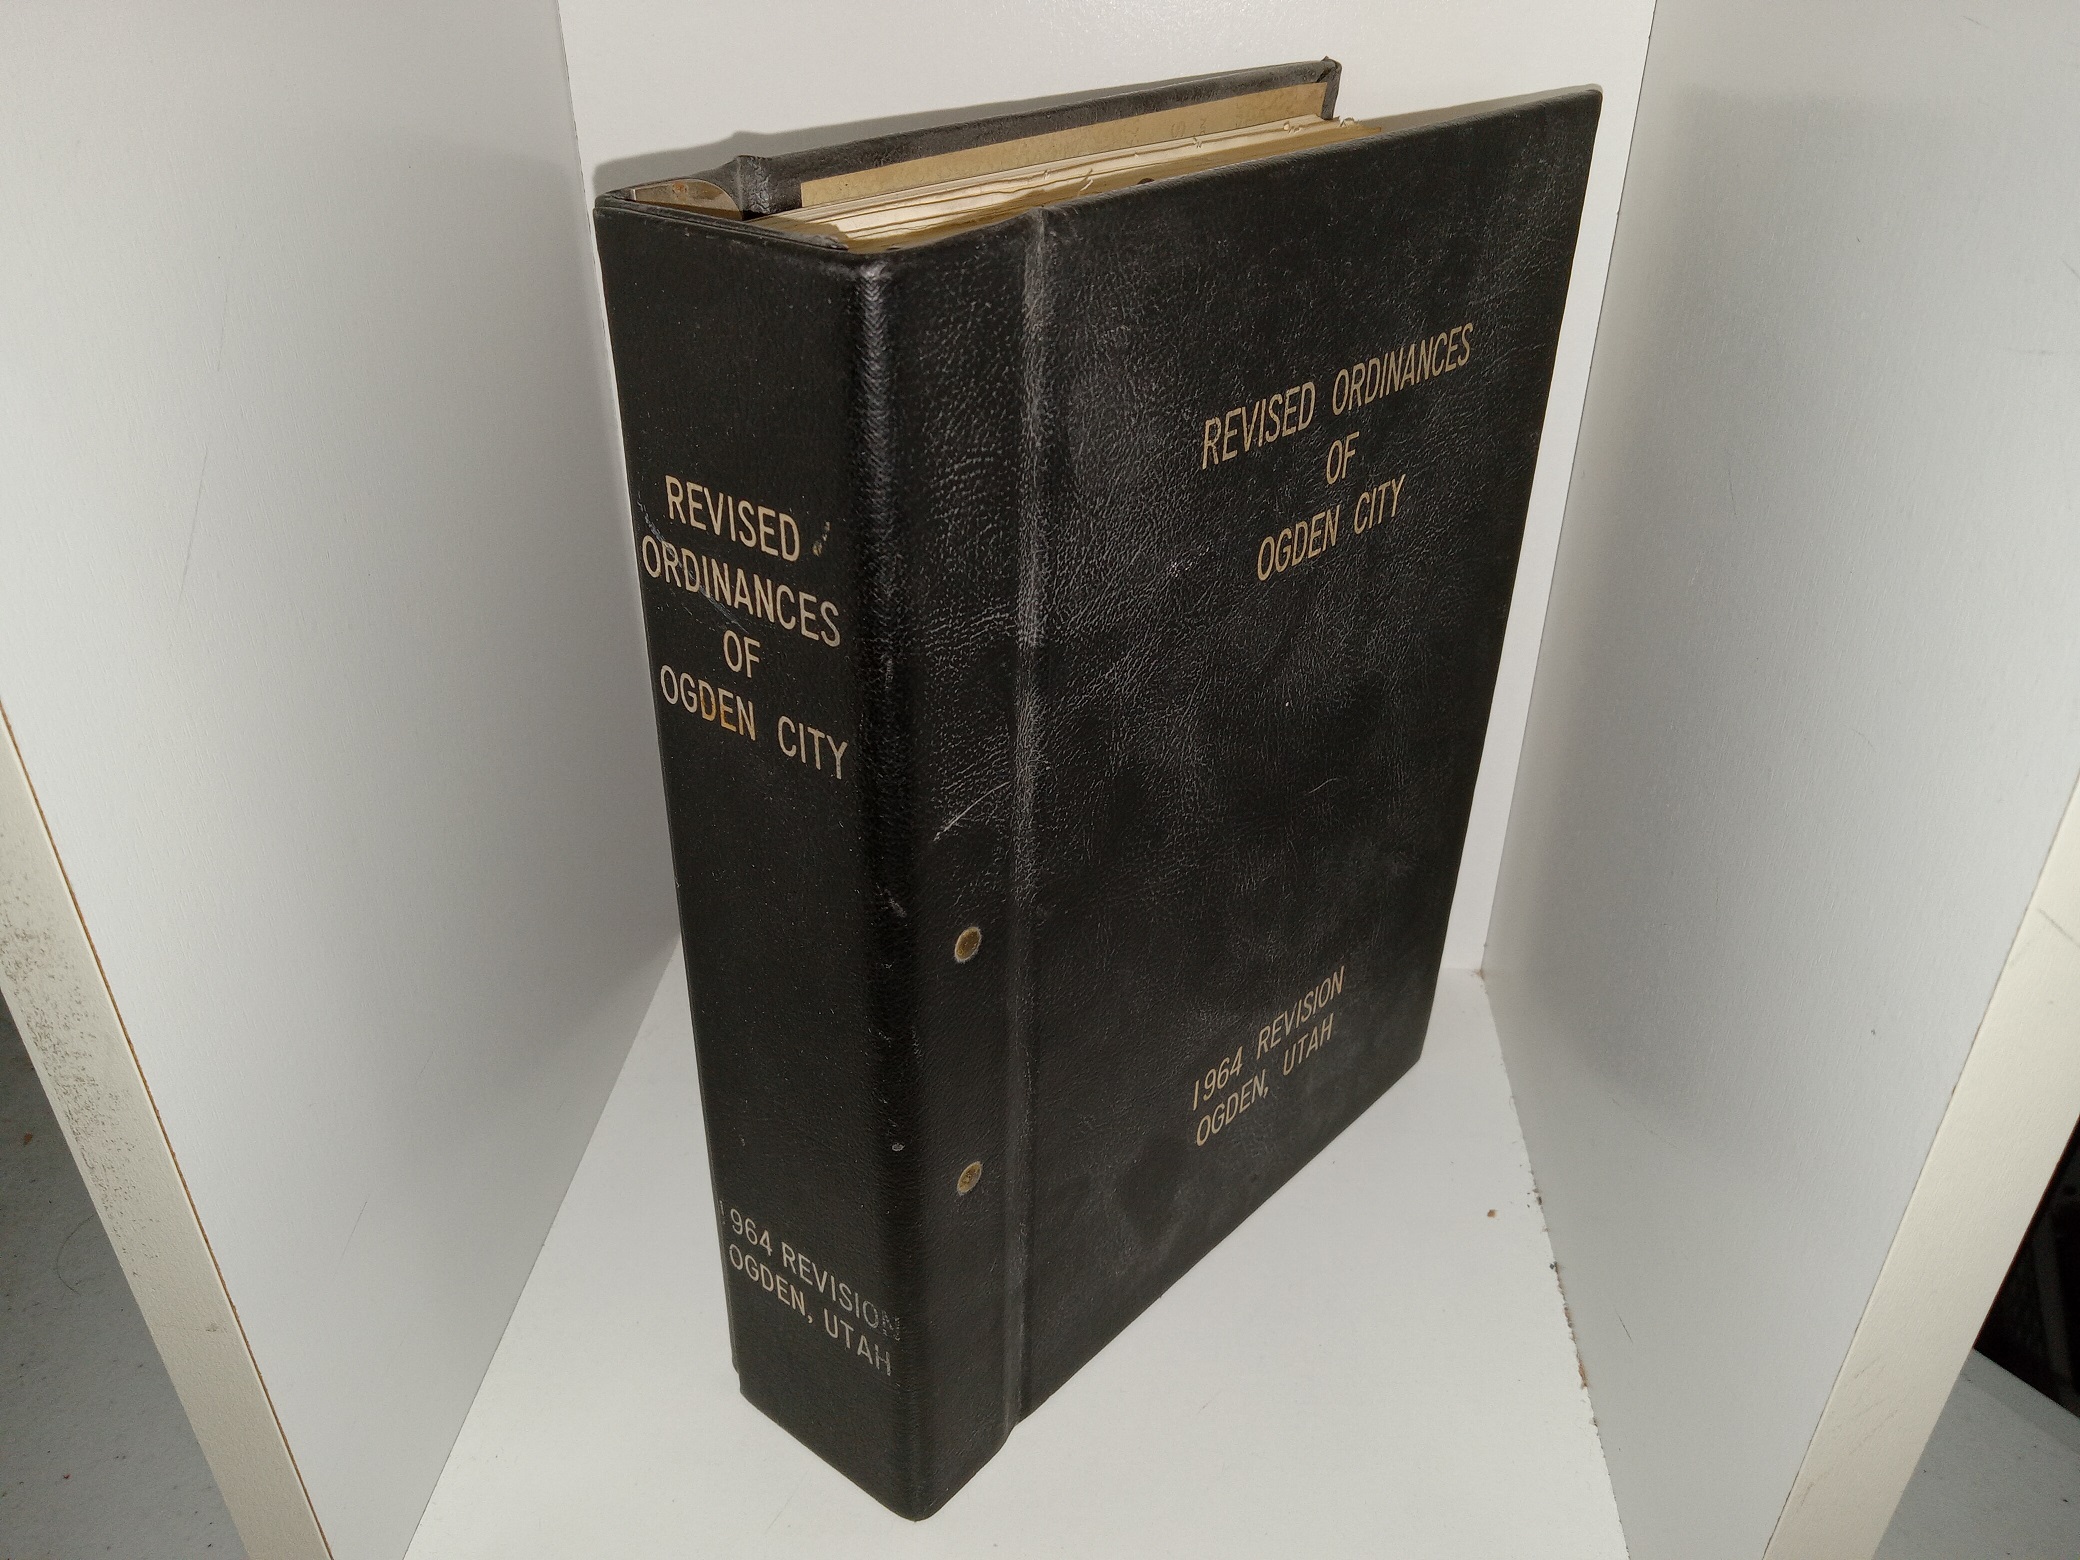 REVISED
ORDINANCES
OF
OGDEN CITY
1964 REVISION
OGDEN, UTAH
REVISED ORDINANCES
OF
OGDEN CITY
1964 REVISION
OGDEN, UTAH